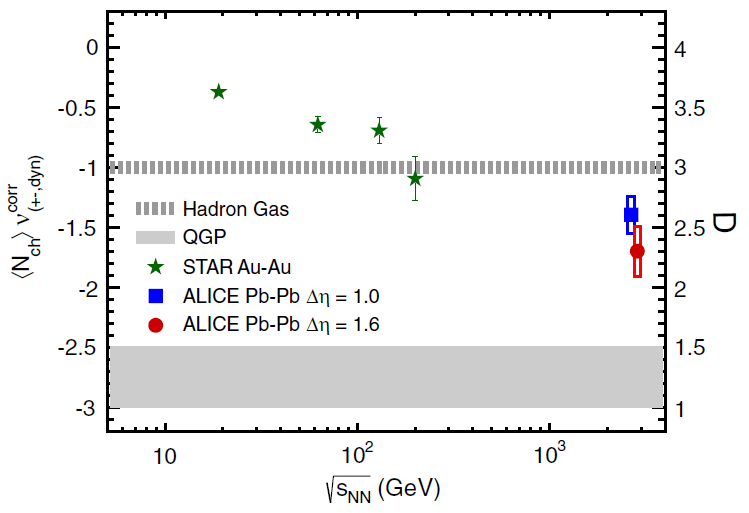 0
-0.5
-1
-1.5
-2
-2.5
-3
⟨N_ch⟩ ν^corr_(+-,dyn)
Hadron Gas
QGP
STAR Au-Au
ALICE Pb-Pb Δη = 1.0
ALICE Pb-Pb Δη = 1.6
4
3.5
3
2.5
2
1.5
1
D
10
10²
10³
√s_NN (GeV)